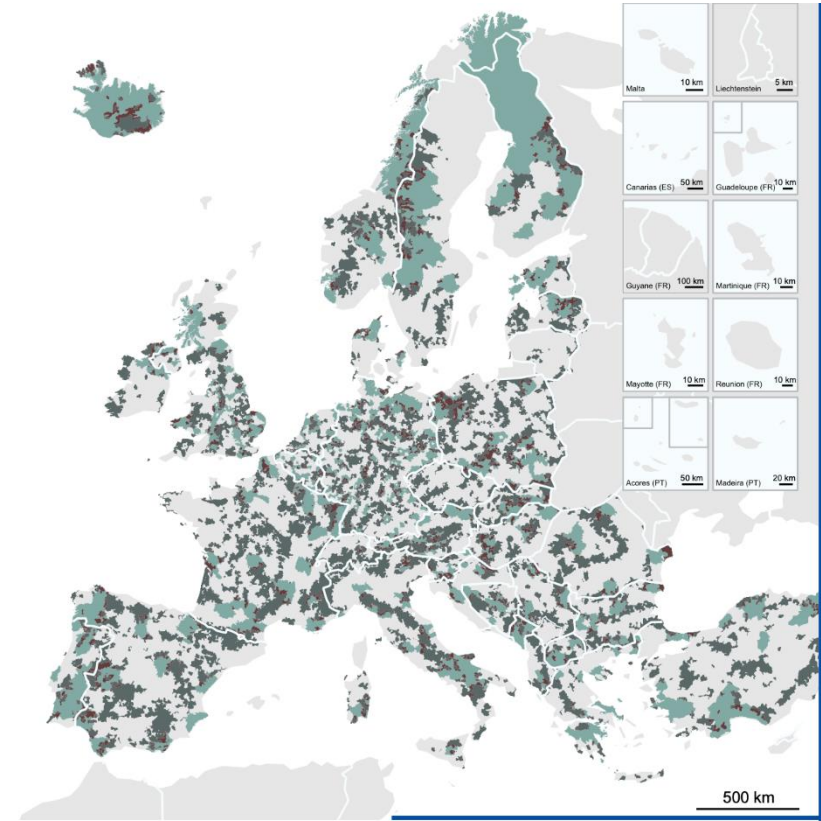 10 km
Malta
5 km
Liechtenstein
50 km
Canarias (ES)
10 km
Guadeloupe (FR)
100 km
Guyane (FR)
10 km
Martinique (FR)
10 km
Mayotte (FR)
10 km
Reunion (FR)
50 km
Acores (PT)
20 km
Madeira (PT)
500 km